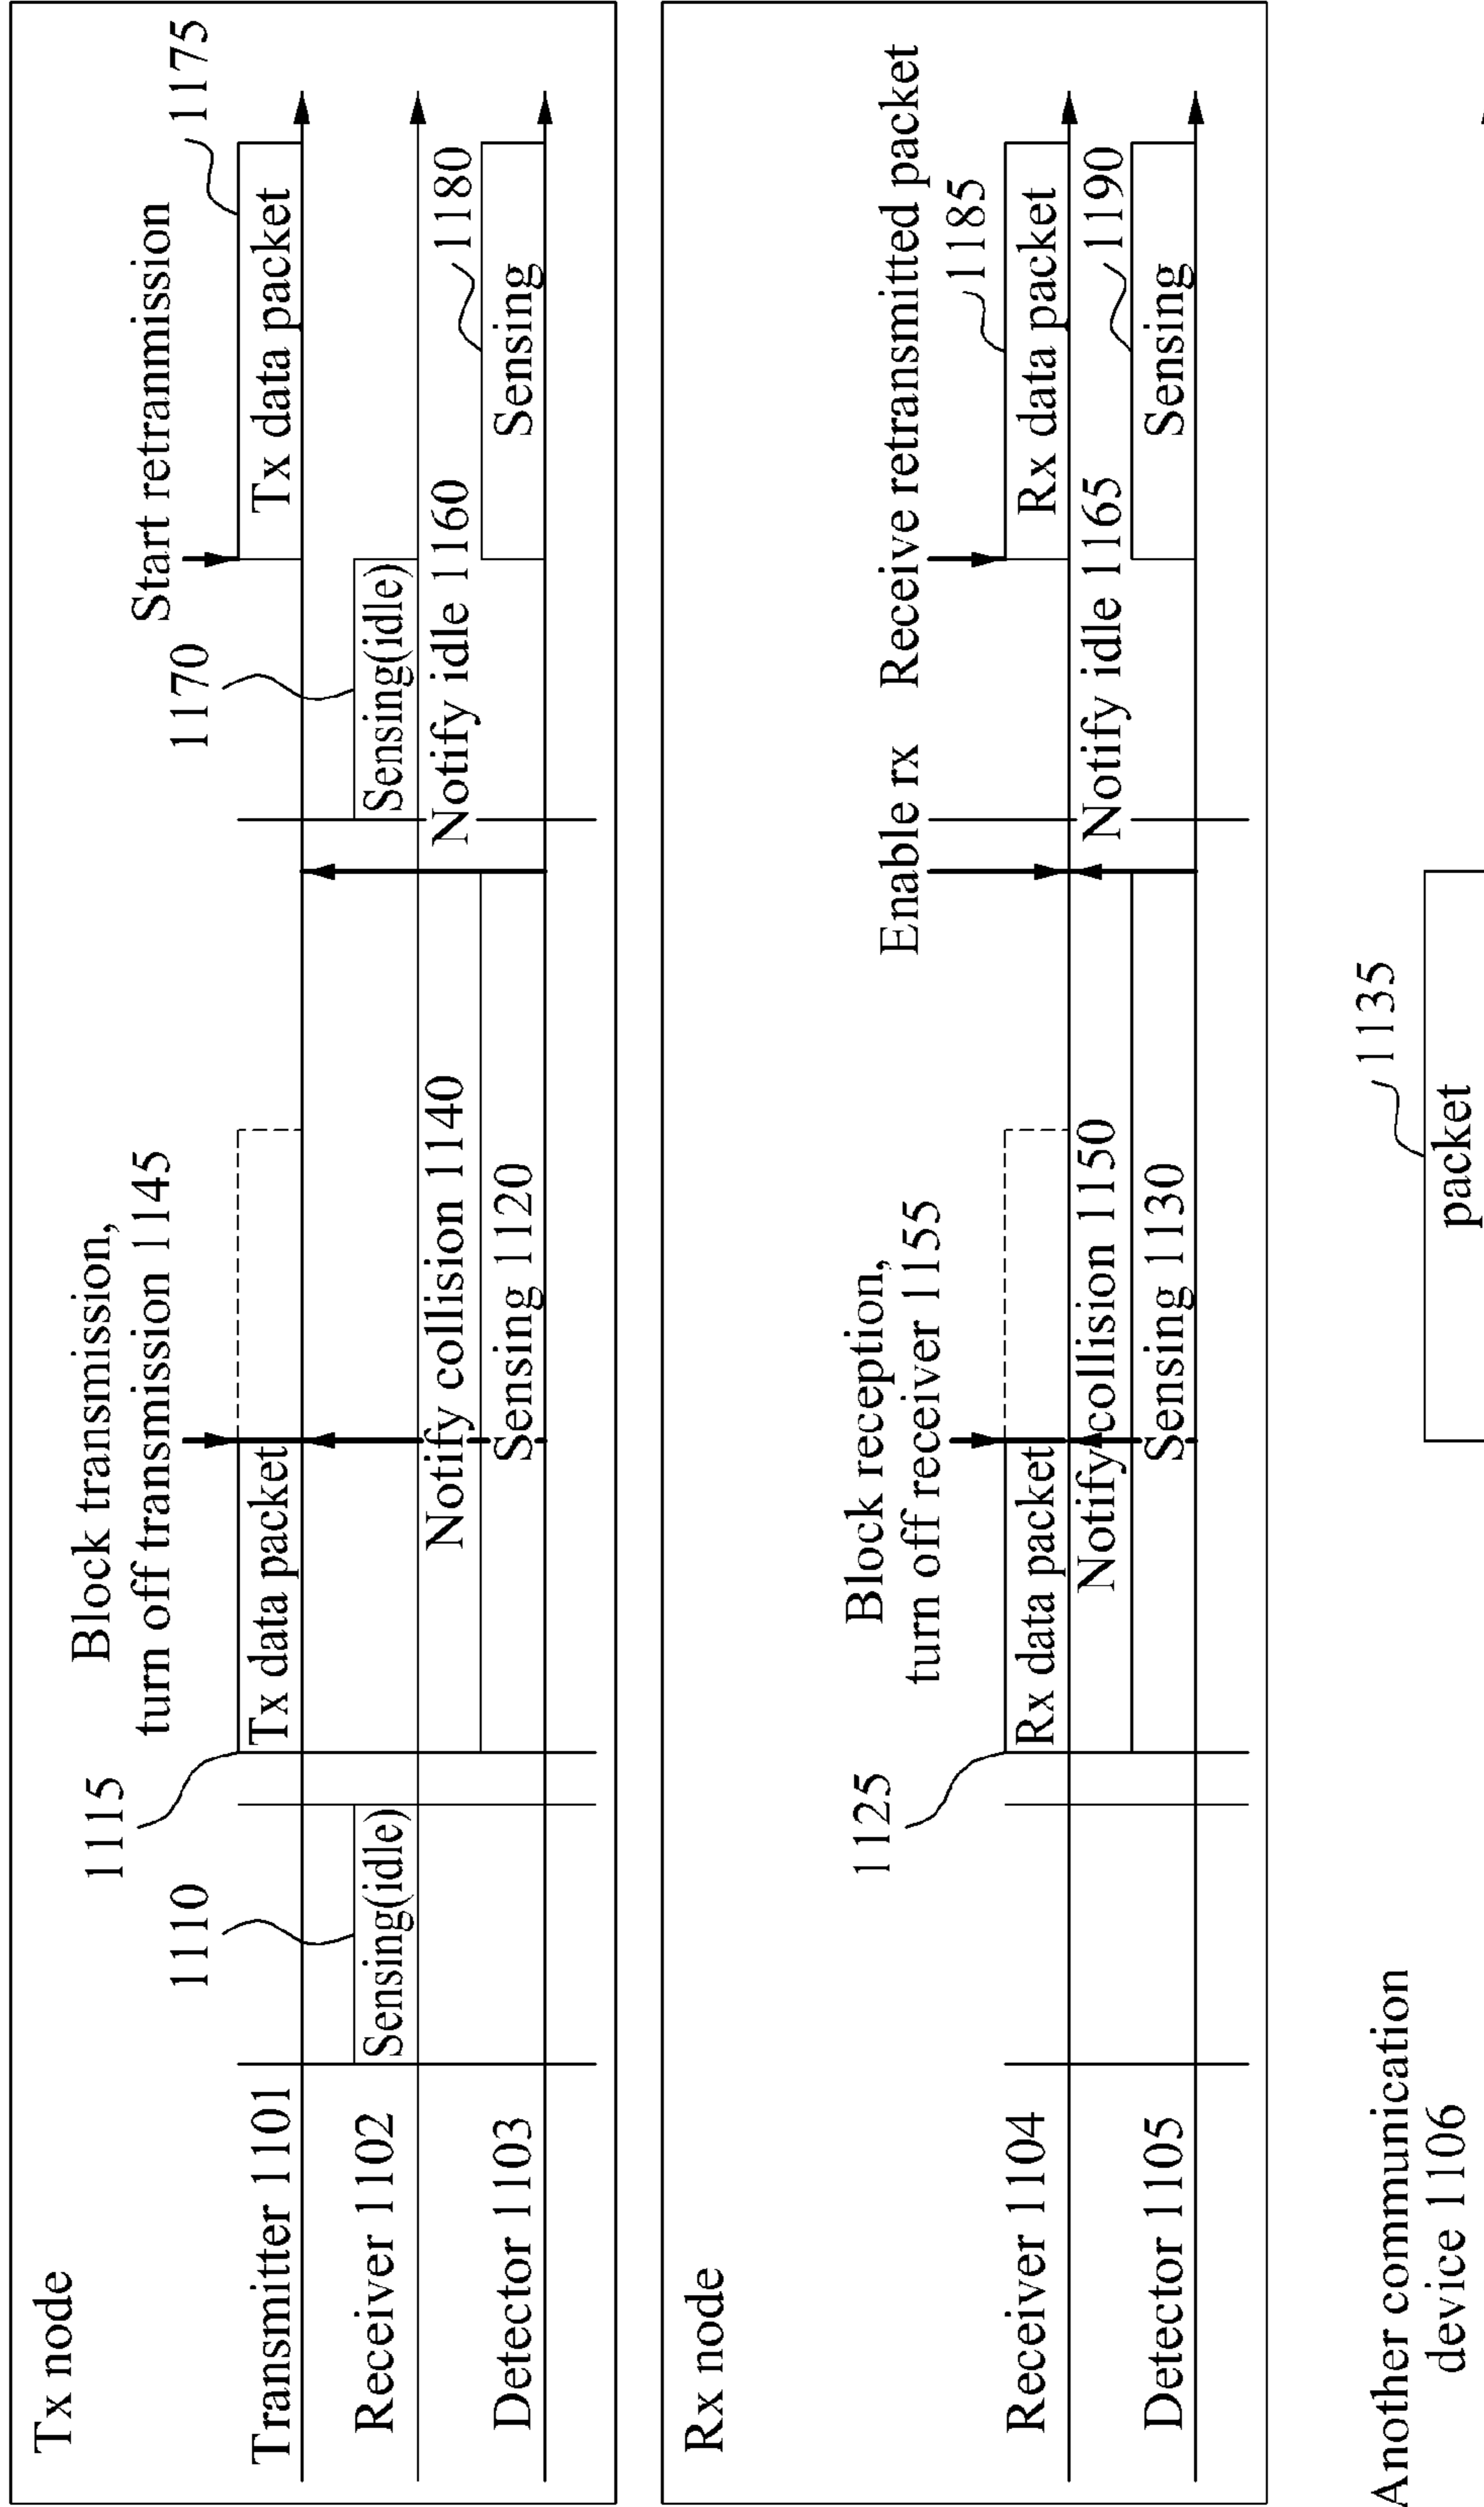 Tx node
Block transmission,
turn off transmission 1145
Start retranmission
1110
1115
1170
1175
Transmitter 1101
Tx data packet
Tx data packet
Receiver 1102
Sensing(idle)
Sensing(idle)
Notify collision 1140
Notify idle 1160
1180
Detector 1103
Sensing 1120
Sensing
Rx node
Block reception,
turn off receiver 1155
Enable rx
Receive retransmitted packet
1125
1185
Receiver 1104
Rx data packet
Rx data packet
Notify collision 1150
Notify idle 1165
1190
Detector 1105
Sensing 1130
Sensing
Another communication
device 1106
1135
packet